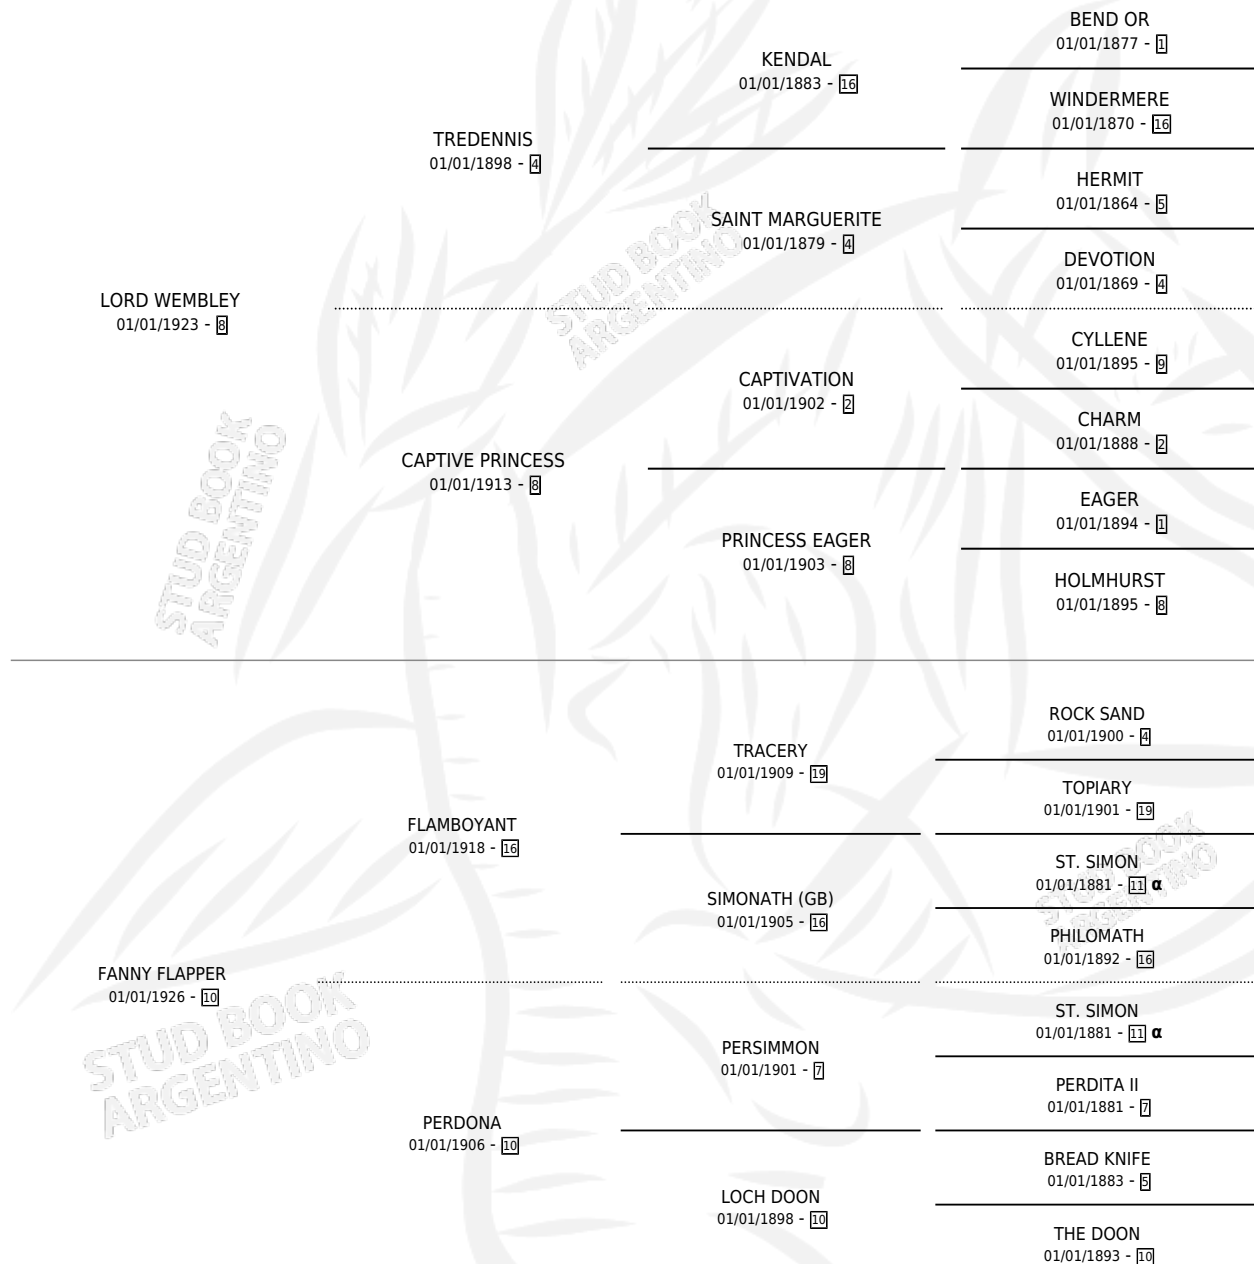 BEND OR
01/01/1877 - 1
KENDAL
01/01/1883 - 16
WINDERMERE
01/01/1870 - 16
TREDENNIS
01/01/1898 - 4
HERMIT
01/01/1864 - 5
SAINT MARGUERITE
01/01/1879 - 4
DEVOTION
01/01/1869 - 4
LORD WEMBLEY
01/01/1923 - 8
CYLLENE
01/01/1895 - 9
CAPTIVATION
01/01/1902 - 2
CHARM
01/01/1888 - 2
CAPTIVE PRINCESS
01/01/1913 - 8
EAGER
01/01/1894 - 1
PRINCESS EAGER
01/01/1903 - 8
HOLMHURST
01/01/1895 - 8
ROCK SAND
01/01/1900 - 4
TRACERY
01/01/1909 - 19
TOPIARY
01/01/1901 - 19
FLAMBOYANT
01/01/1918 - 16
ST. SIMON
01/01/1881 - 11 α
SIMONATH (GB)
01/01/1905 - 16
PHILOMATH
01/01/1892 - 16
FANNY FLAPPER
01/01/1926 - 10
ST. SIMON
01/01/1881 - 11 α
PERSIMMON
01/01/1901 - 7
PERDITA II
01/01/1881 - 7
PERDONA
01/01/1906 - 10
BREAD KNIFE
01/01/1883 - 5
LOCH DOON
01/01/1898 - 10
THE DOON
01/01/1893 - 10
STUD BOOK
ARGENTINO
STUD BOOK
ARGENTINO
STUD BOOK
ARGENTINO
STUD BOOK
ARGENTINO